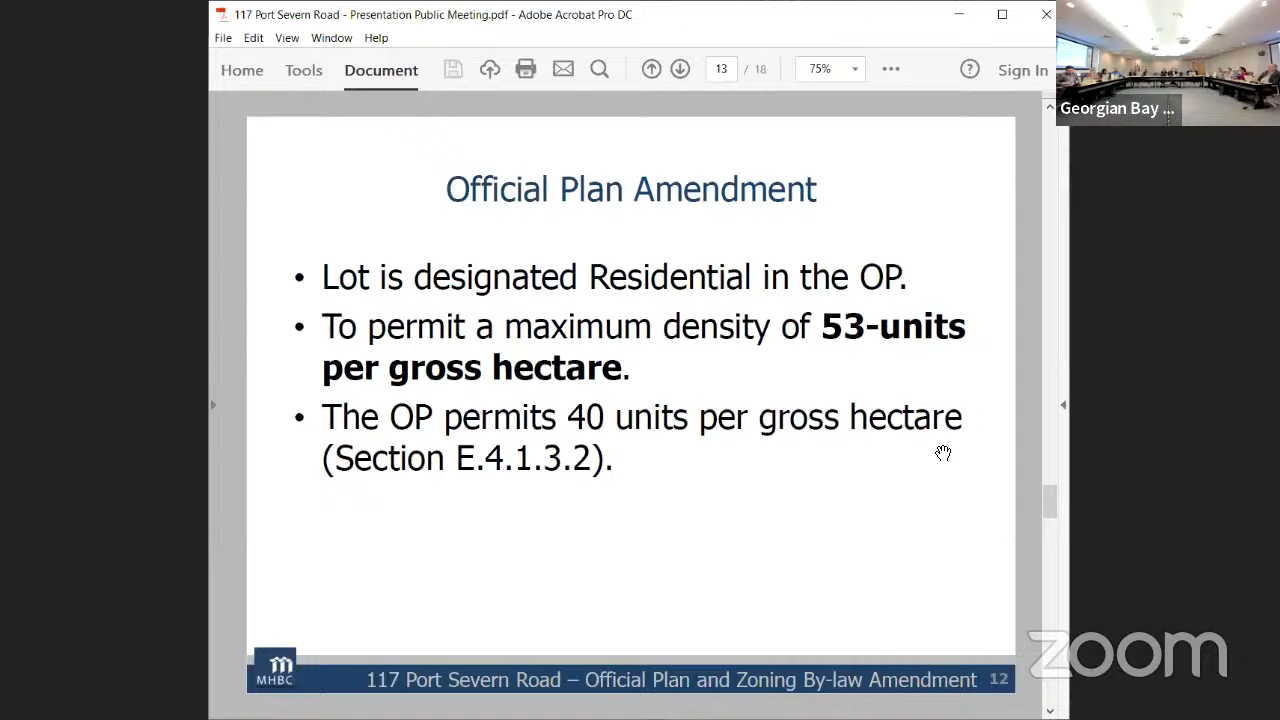 117 Port Severn Road - Presentation Public Meeting.pdf - Adobe Acrobat Pro DC
File Edit View Window Help
Home Tools Document 13 / 18 75% Sign In
Georgian Bay ...
Official Plan Amendment
• Lot is designated Residential in the OP.
• To permit a maximum density of 53-units
per gross hectare.
• The OP permits 40 units per gross hectare
(Section E.4.1.3.2).
MHBC
117 Port Severn Road – Official Plan and Zoning By-law Amendment 12
zoom